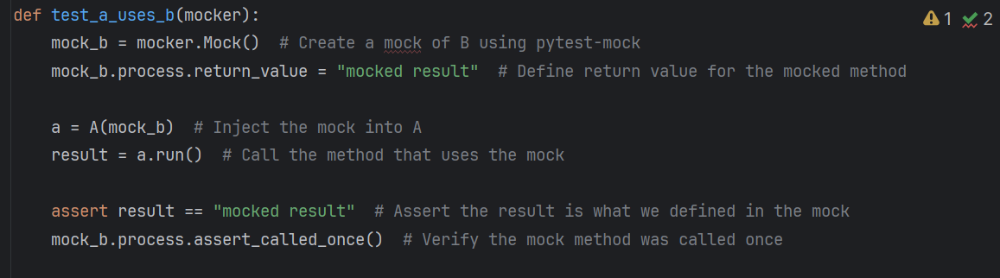 def test_a_uses_b(mocker):
    mock_b = mocker.Mock()  # Create a mock of B using pytest-mock
    mock_b.process.return_value = "mocked result"  # Define return value for the mocked method

    a = A(mock_b)  # Inject the mock into A
    result = a.run()  # Call the method that uses the mock

    assert result == "mocked result"  # Assert the result is what we defined in the mock
    mock_b.process.assert_called_once()  # Verify the mock method was called once
1 2